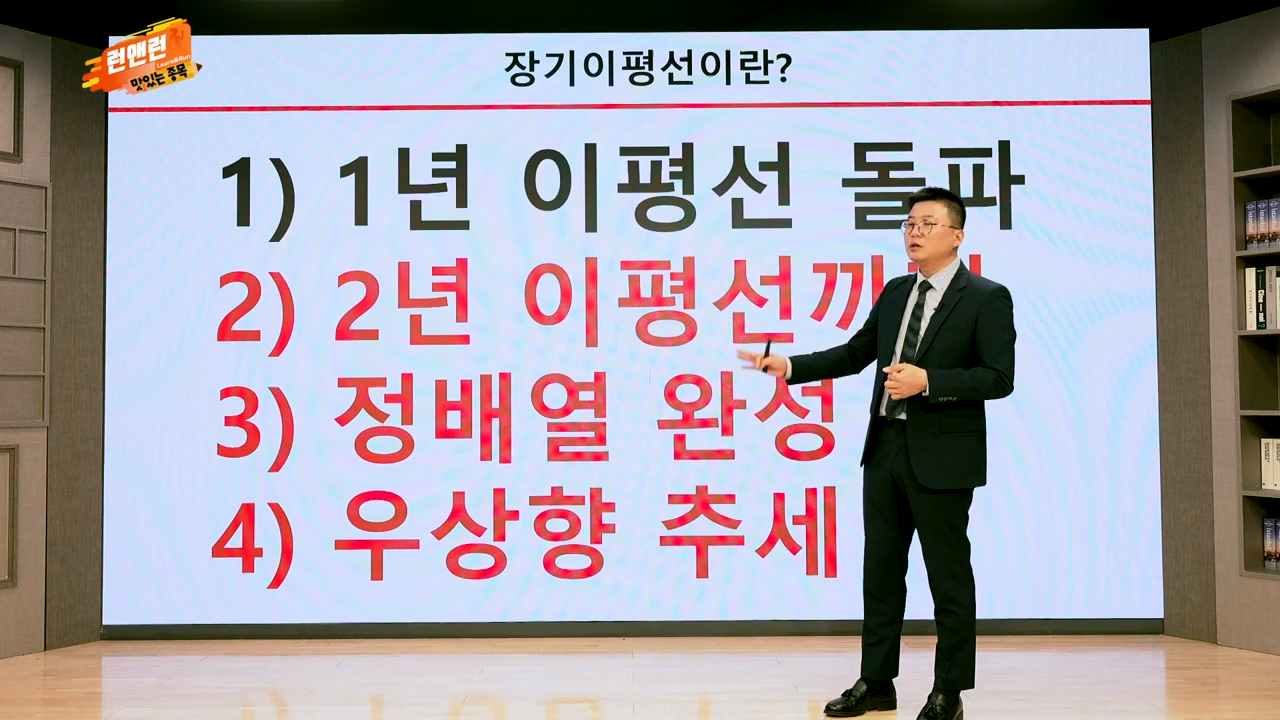 런앤런
Learn&Run
맛있는 종목
장기이평선이란?
1) 1년 이평선 돌파
2) 2년 이평선까
3) 정배열 완성
4) 우상향 추세